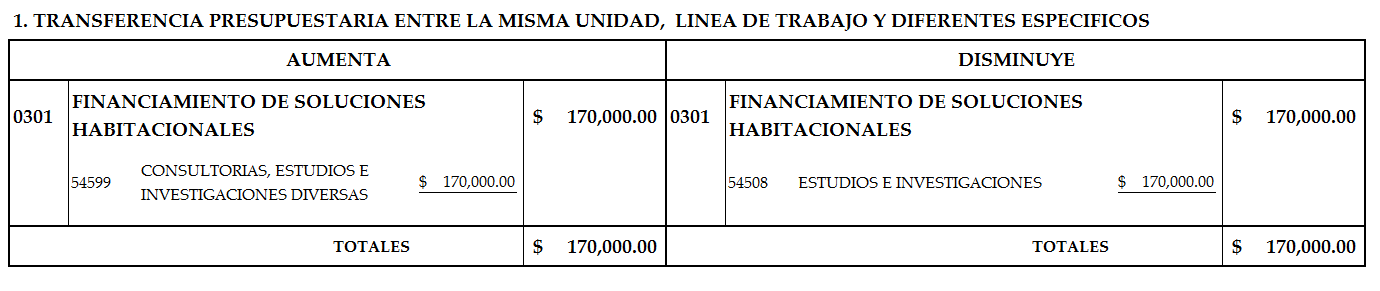 1. TRANSFERENCIA PRESUPUESTARIA ENTRE LA MISMA UNIDAD, LINEA DE TRABAJO Y DIFERENTES ESPECIFICOS
AUMENTA DISMINUYE
FINANCIAMIENTO DE SOLUCIONES FINANCIAMIENTO DE SOLUCIONES
0301 $ 170,000.00 0301 $ 170,000.00
HABITACIONALES HABITACIONALES
CONSULTORIAS, ESTUDIOS E
54599 $ 170,000.00 54508 ESTUDIOS E INVESTIGACIONES $ 170,000.00
INVESTIGACIONES DIVERSAS
TOTALES $ 170,000.00 TOTALES $ 170,000.00